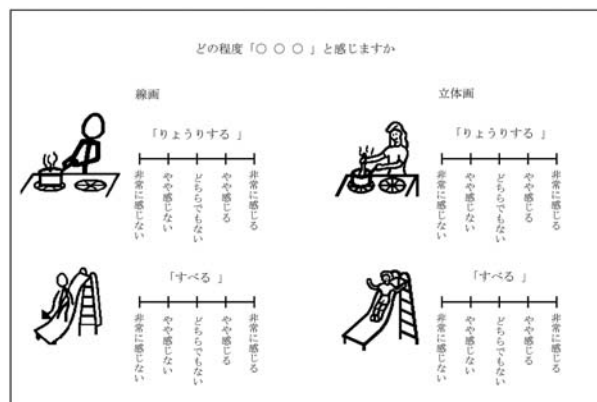 どの程度「○ ○ ○ 」と感じますか
線画
立体画
「りょうりする 」
非常に感じない
やや感じない
どちらでもない
やや感じる
非常に感じる
「りょうりする 」
非常に感じない
やや感じない
どちらでもない
やや感じる
非常に感じる
「すべる 」
非常に感じない
やや感じない
どちらでもない
やや感じる
非常に感じる
「すべる 」
非常に感じない
やや感じない
どちらでもない
やや感じる
非常に感じる